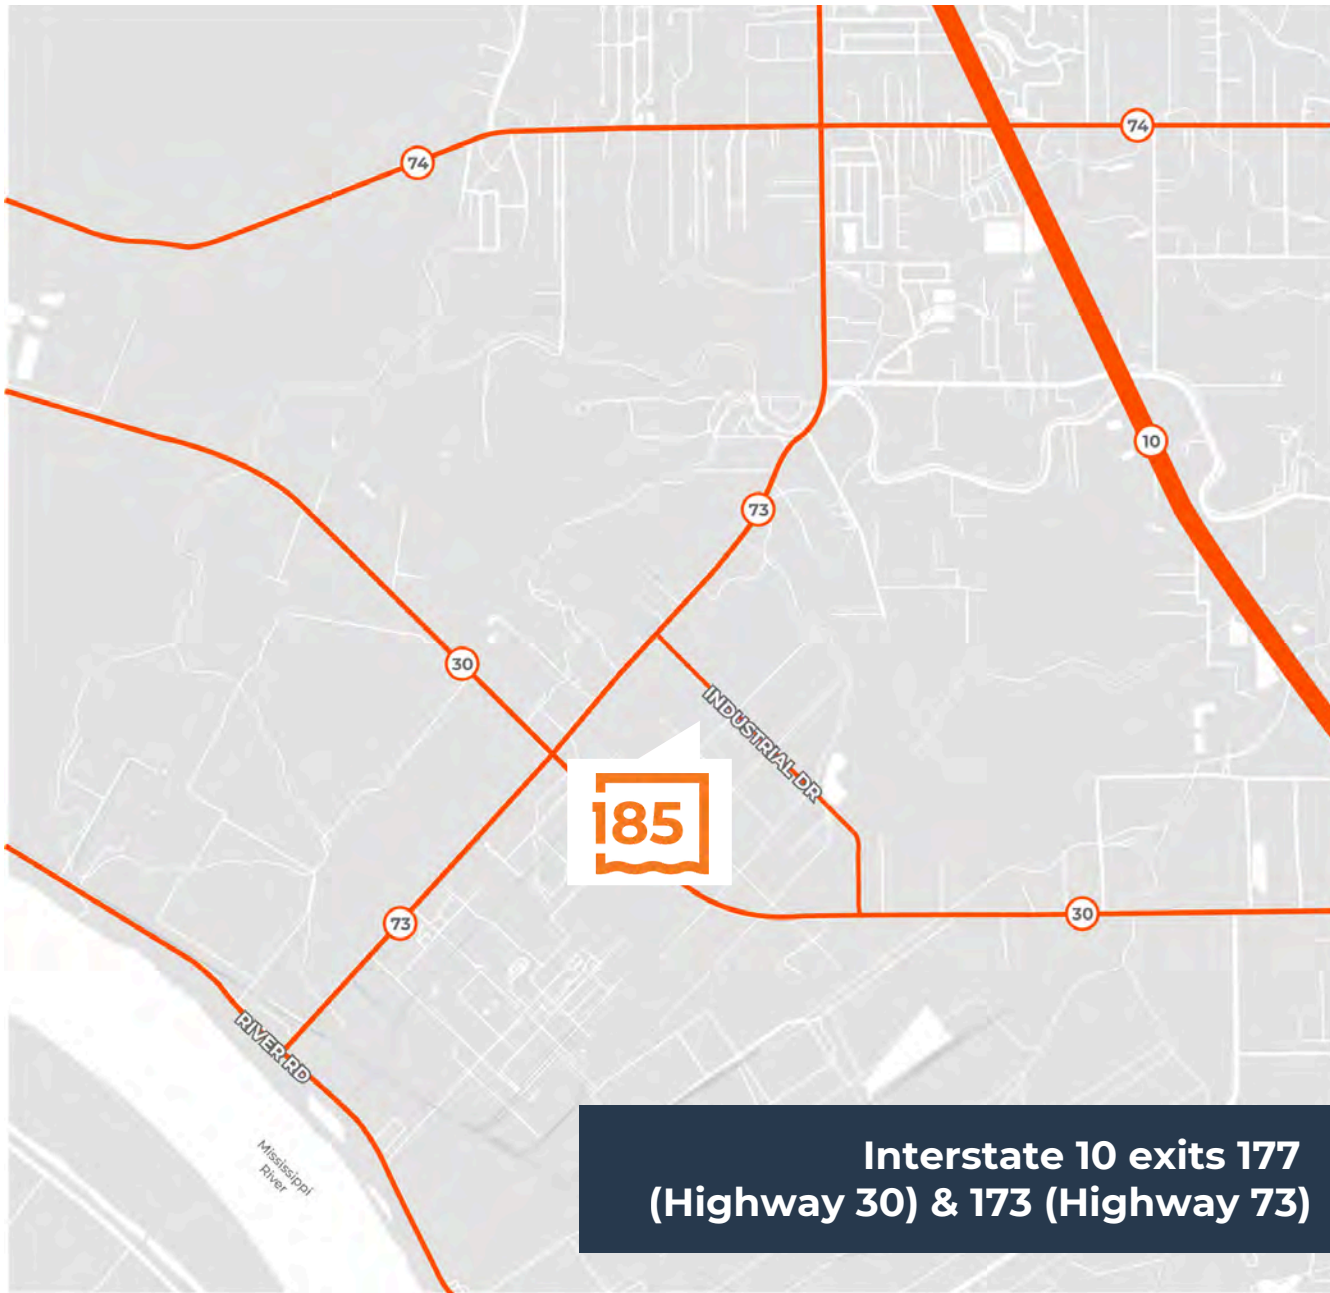 74
74
10
73
30
INDUSTRIAL DR
i85
30
73
RIVER RD
Mississippi
River
Interstate 10 exits 177
(Highway 30) & 173 (Highway 73)